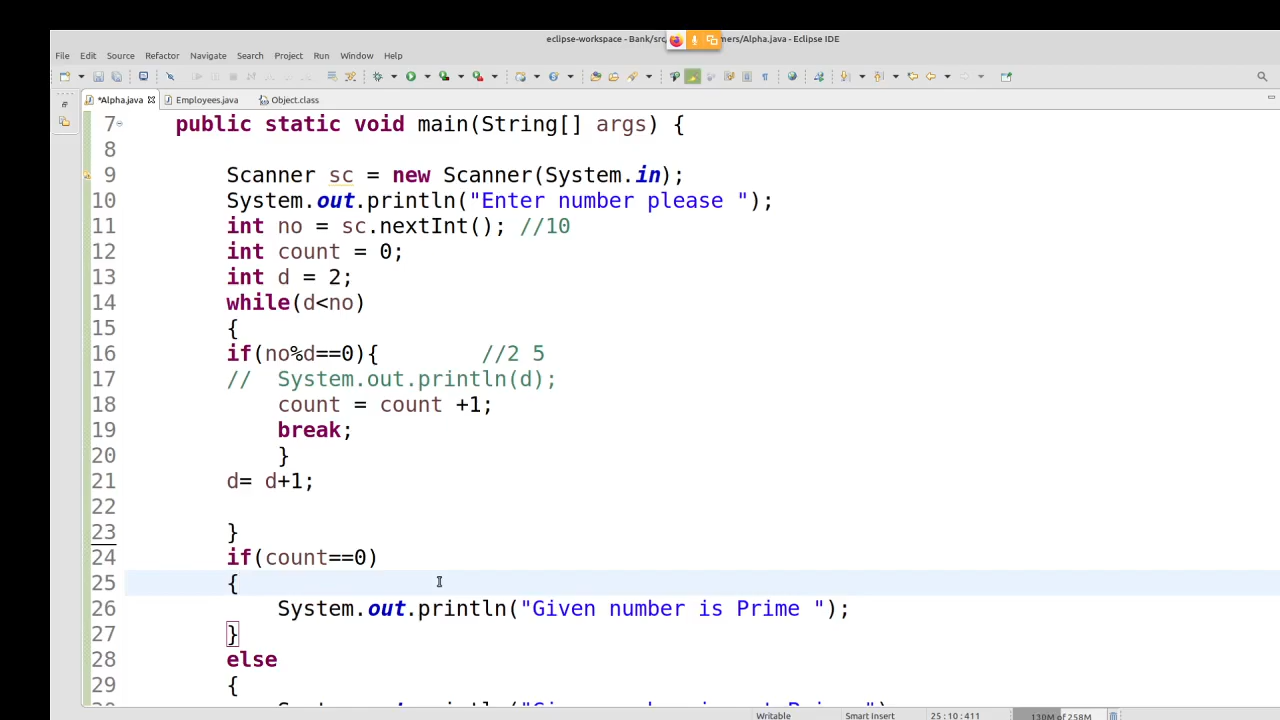 eclipse-workspace - Bank/src mers/Alpha.java - Eclipse IDE
File Edit Source Refactor Navigate Search Project Run Window Help
*Alpha.java Employees.java Object.class
7 public static void main(String[] args) {
8
9 Scanner sc = new Scanner(System.in);
10 System.out.println("Enter number please ");
11 int no = sc.nextInt(); //10
12 int count = 0;
13 int d = 2;
14 while(d<no)
15 {
16 if(no%d==0){ //2 5
17 // System.out.println(d);
18 count = count +1;
19 break;
20 }
21 d= d+1;
22
23 }
24 if(count==0)
25 {
26 System.out.println("Given number is Prime ");
27 }
28 else
29 {
Writable Smart Insert 25 : 10 : 411 130M of 258M